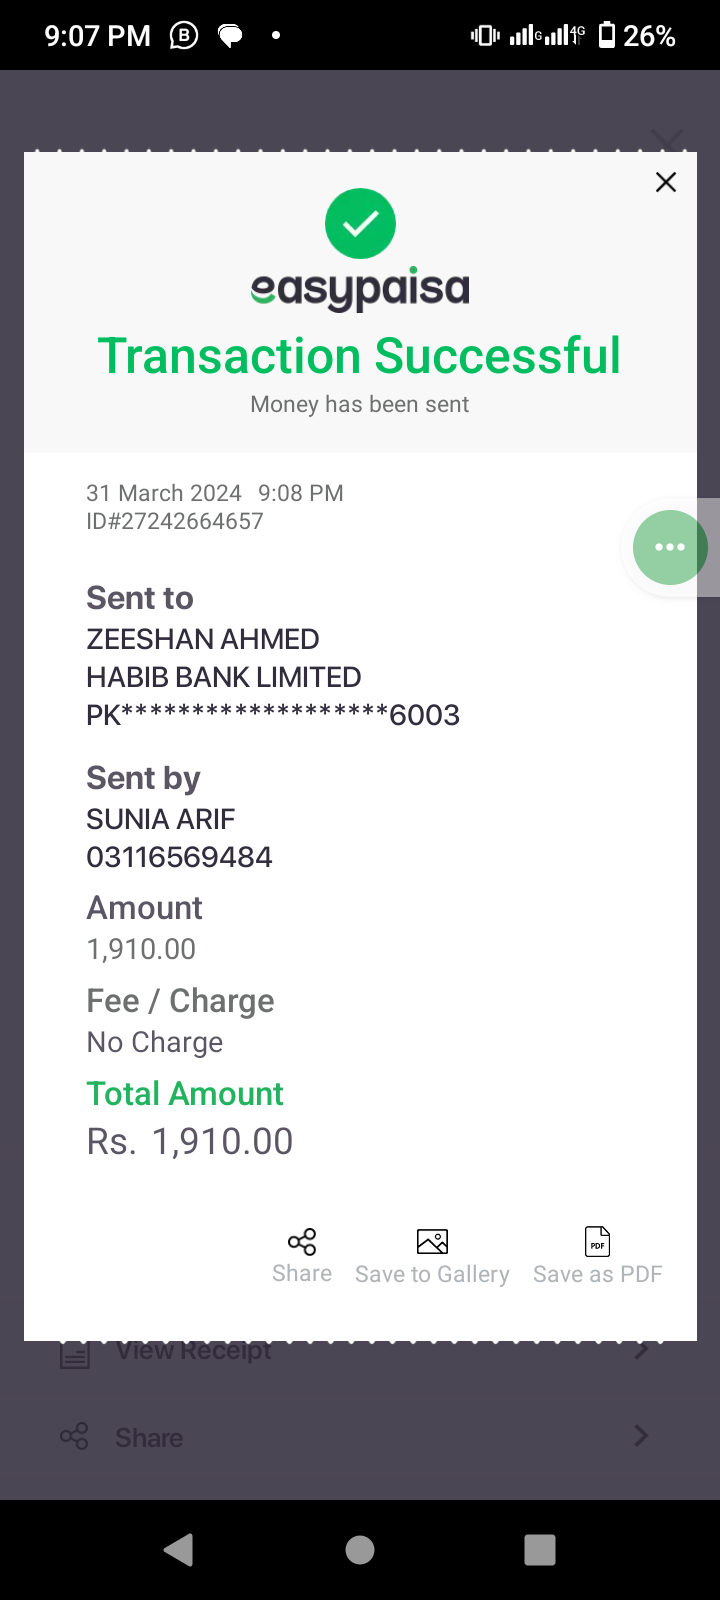 9:07 PM B 26%
G 4G
easypaisa
Transaction Successful
Money has been sent
31 March 2024 9:08 PM
ID#27242664657
Sent to
ZEESHAN AHMED
HABIB BANK LIMITED
PK*******************6003
Sent by
SUNIA ARIF
03116569484
Amount
1,910.00
Fee / Charge
No Charge
Total Amount
Rs. 1,910.00
PDF
Share Save to Gallery Save as PDF
View Receipt
Share